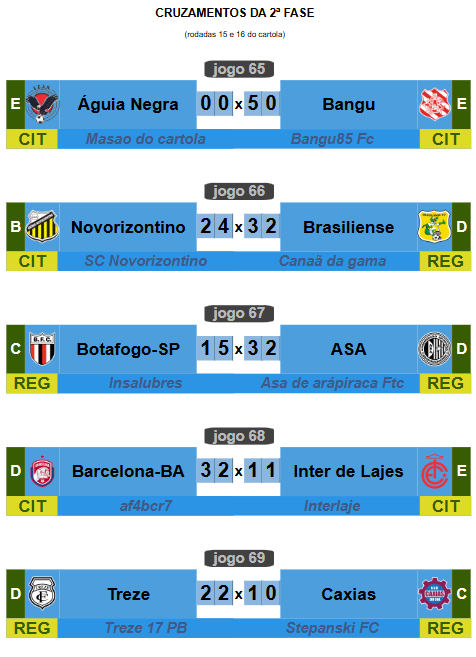 CRUZAMENTOS DA 2ª FASE
(rodadas 15 e 16 do cartola)
jogo 65
E Águia Negra 0 0 x 5 0 Bangu E
CIT Masao do cartola Bangu85 Fc CIT
jogo 66
B Novorizontino 2 4 x 3 2 Brasiliense D
CIT SC Novorizontino Canaã da gama REG
jogo 67
C Botafogo-SP 1 5 x 3 2 ASA D
REG Insalubres Asa de arápiraca Ftc REG
jogo 68
D Barcelona-BA 3 2 x 1 1 Inter de Lajes E
CIT af4bcr7 Interlaje CIT
jogo 69
D Treze 2 2 x 1 0 Caxias C
REG Treze 17 PB Stepanski FC REG